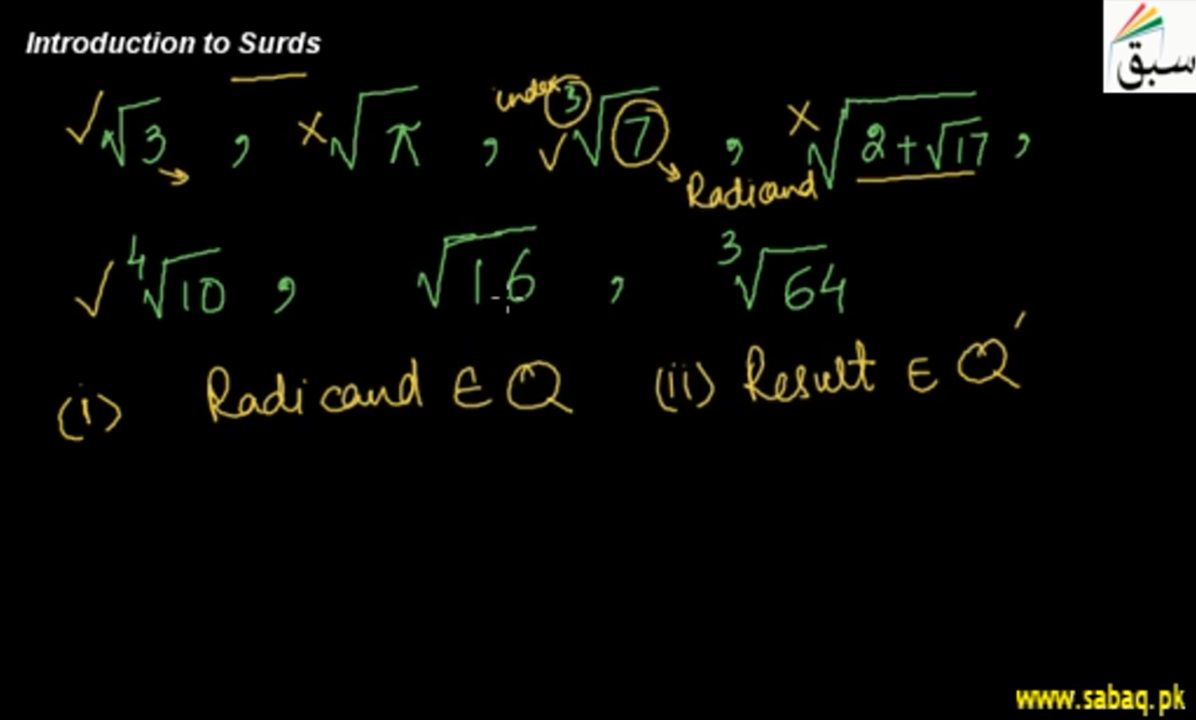 Introduction to Surds
سبق
✓√3 , ×√π , index ✓∛7 , ×√(2+√17) ,
Radicand
✓∜10 , √1.6 , ∛64
(i) Radicand ∈ Q (ii) Result ∈ Q′
www.sabaq.pk